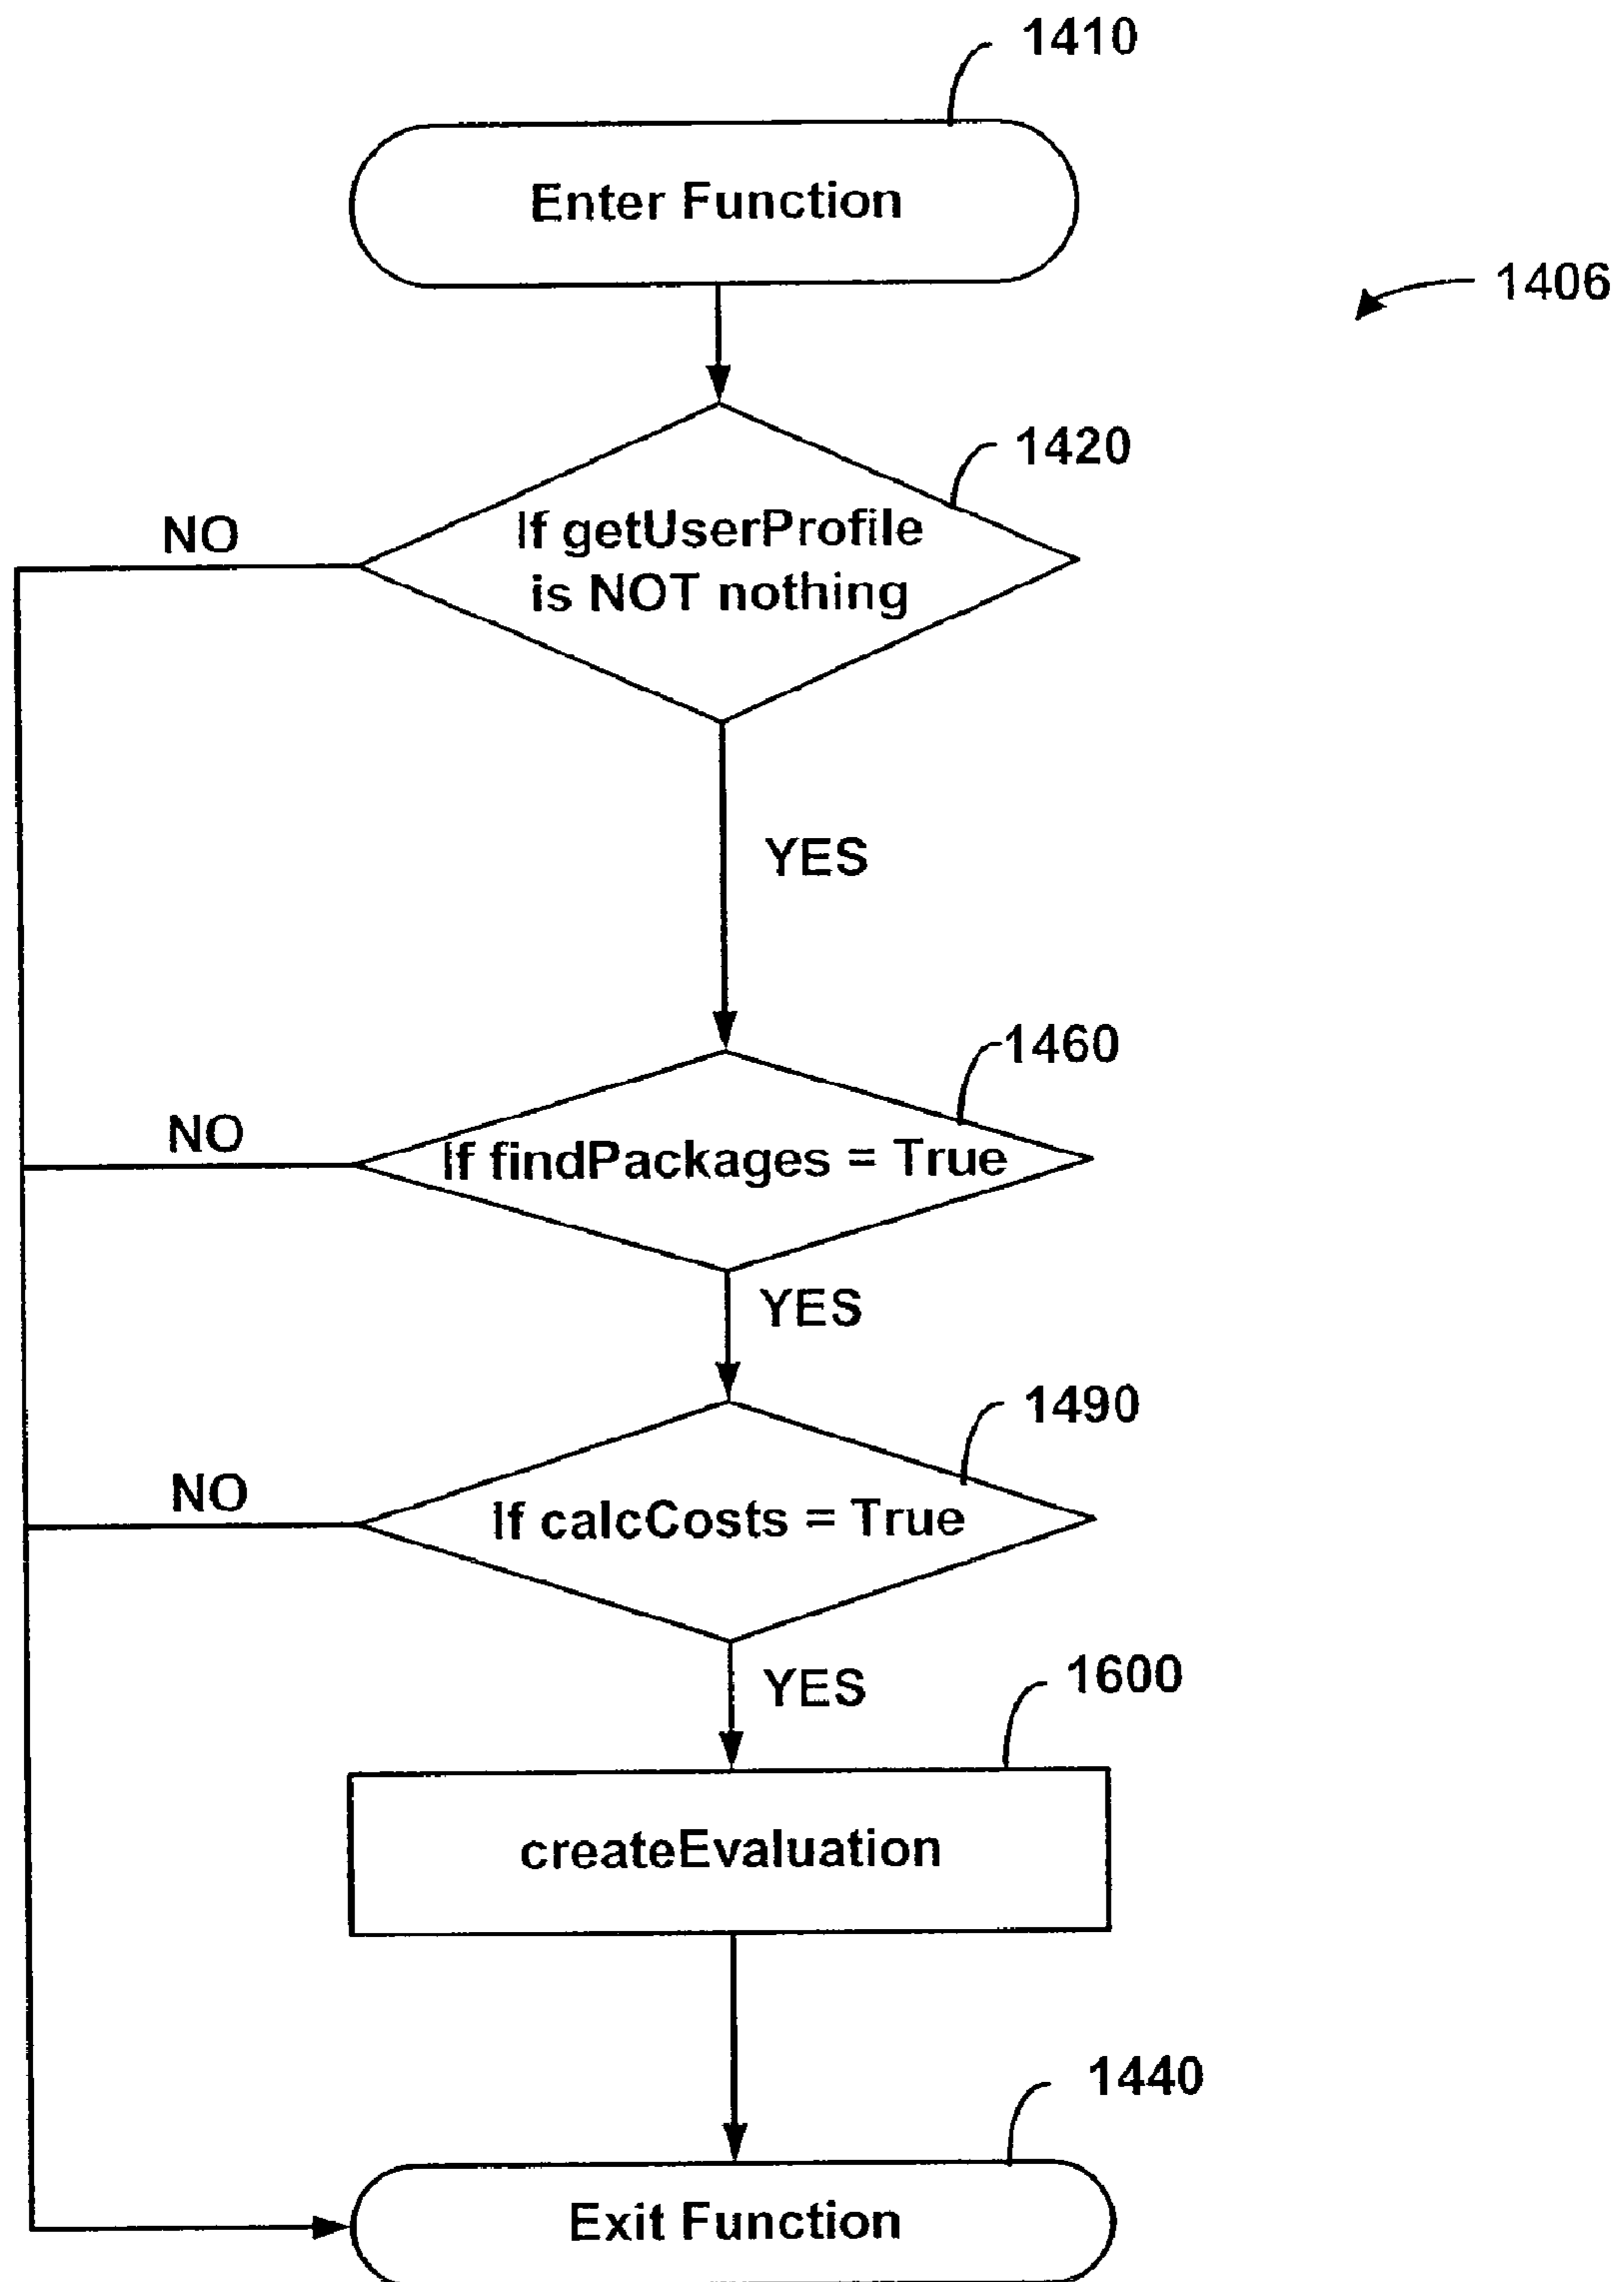 1410
Enter Function
1406
1420
If getUserProfile
is NOT nothing
NO
YES
1460
NO
If findPackages = True
YES
1490
NO
If calcCosts = True
YES
1600
createEvaluation
1440
Exit Function